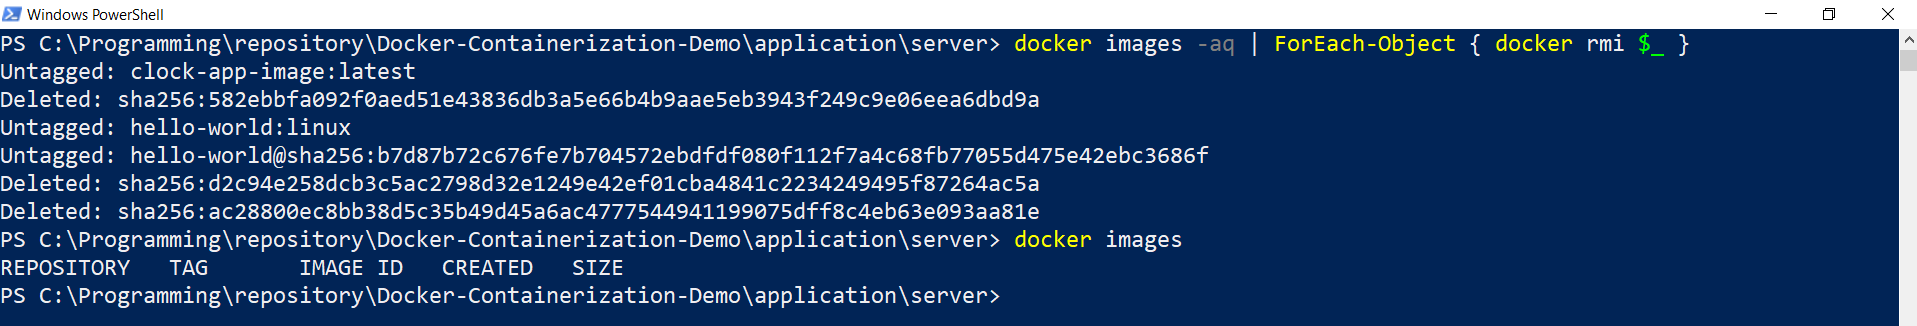 Windows PowerShell
PS C:\Programming\repository\Docker-Containerization-Demo\application\server> docker images -aq | ForEach-Object { docker rmi $_ }
Untagged: clock-app-image:latest
Deleted: sha256:582ebbfa092f0aed51e43836db3a5e66b4b9aae5eb3943f249c9e06eea6dbd9a
Untagged: hello-world:linux
Untagged: hello-world@sha256:b7d87b72c676fe7b704572ebdfdf080f112f7a4c68fb77055d475e42ebc3686f
Deleted: sha256:d2c94e258dcb3c5ac2798d32e1249e42ef01cba4841c2234249495f87264ac5a
Deleted: sha256:ac28800ec8bb38d5c35b49d45a6ac4777544941199075dff8c4eb63e093aa81e
PS C:\Programming\repository\Docker-Containerization-Demo\application\server> docker images
REPOSITORY   TAG       IMAGE ID   CREATED   SIZE
PS C:\Programming\repository\Docker-Containerization-Demo\application\server>